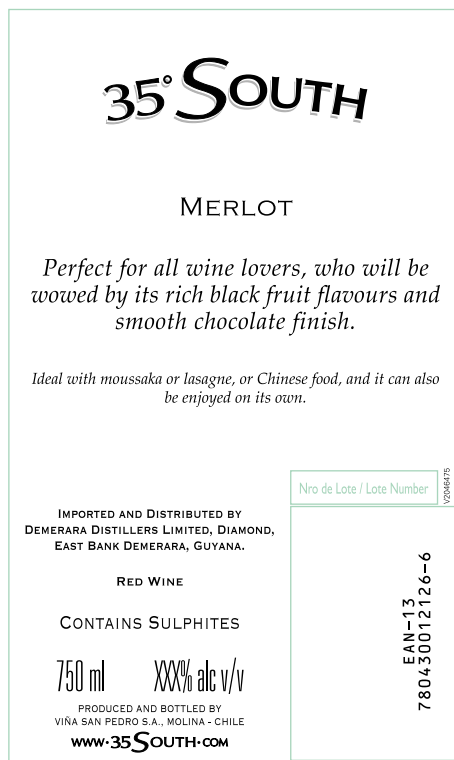 35° SOUTH
MERLOT
Perfect for all wine lovers, who will be
wowed by its rich black fruit flavours and
smooth chocolate finish.
Ideal with moussaka or lasagne, or Chinese food, and it can also
be enjoyed on its own.
Nro de Lote / Lote Number
V2046475
IMPORTED AND DISTRIBUTED BY
DEMERARA DISTILLERS LIMITED, DIAMOND,
EAST BANK DEMERARA, GUYANA.
RED WINE
CONTAINS SULPHITES
750 ml XXX% alc v/v
PRODUCED AND BOTTLED BY
VIÑA SAN PEDRO S.A., MOLINA - CHILE
WWW·35SOUTH·COM
EAN-13
780430012126-6